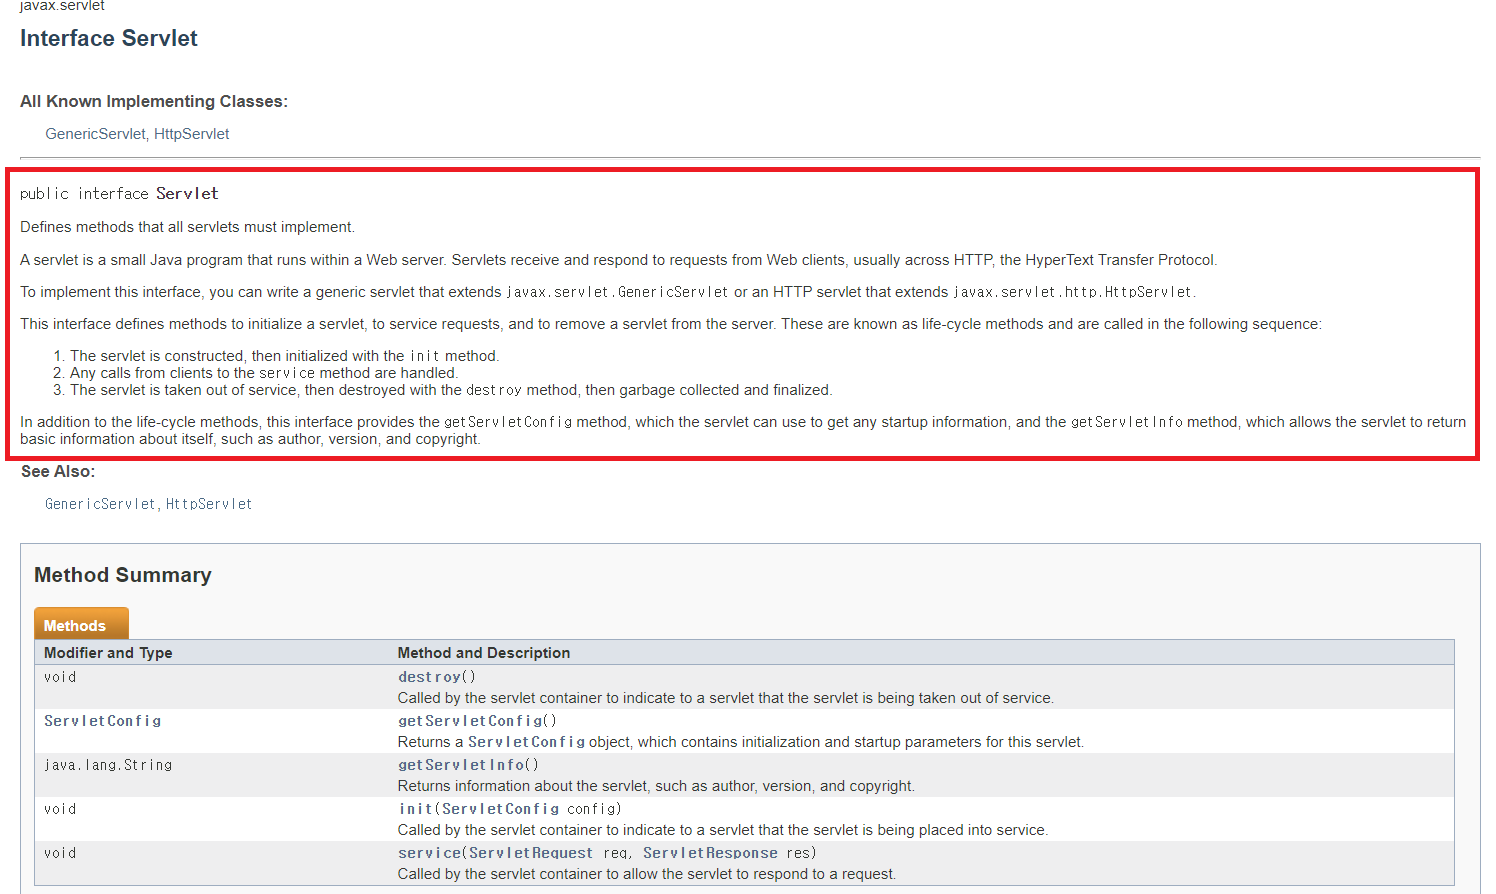 javax.servlet
Interface Servlet
All Known Implementing Classes:
GenericServlet, HttpServlet
public interface Servlet
Defines methods that all servlets must implement.
A servlet is a small Java program that runs within a Web server. Servlets receive and respond to requests from Web clients, usually across HTTP, the HyperText Transfer Protocol.
To implement this interface, you can write a generic servlet that extends javax.servlet.GenericServlet or an HTTP servlet that extends javax.servlet.http.HttpServlet.
This interface defines methods to initialize a servlet, to service requests, and to remove a servlet from the server. These are known as life-cycle methods and are called in the following sequence:
1. The servlet is constructed, then initialized with the init method.
2. Any calls from clients to the service method are handled.
3. The servlet is taken out of service, then destroyed with the destroy method, then garbage collected and finalized.
In addition to the life-cycle methods, this interface provides the getServletConfig method, which the servlet can use to get any startup information, and the getServletInfo method, which allows the servlet to return
basic information about itself, such as author, version, and copyright.
See Also:
GenericServlet, HttpServlet
Method Summary
Methods
Modifier and Type Method and Description
void destroy()
Called by the servlet container to indicate to a servlet that the servlet is being taken out of service.
ServletConfig getServletConfig()
Returns a ServletConfig object, which contains initialization and startup parameters for this servlet.
java.lang.String getServletInfo()
Returns information about the servlet, such as author, version, and copyright.
void init(ServletConfig config)
Called by the servlet container to indicate to a servlet that the servlet is being placed into service.
void service(ServletRequest req, ServletResponse res)
Called by the servlet container to allow the servlet to respond to a request.